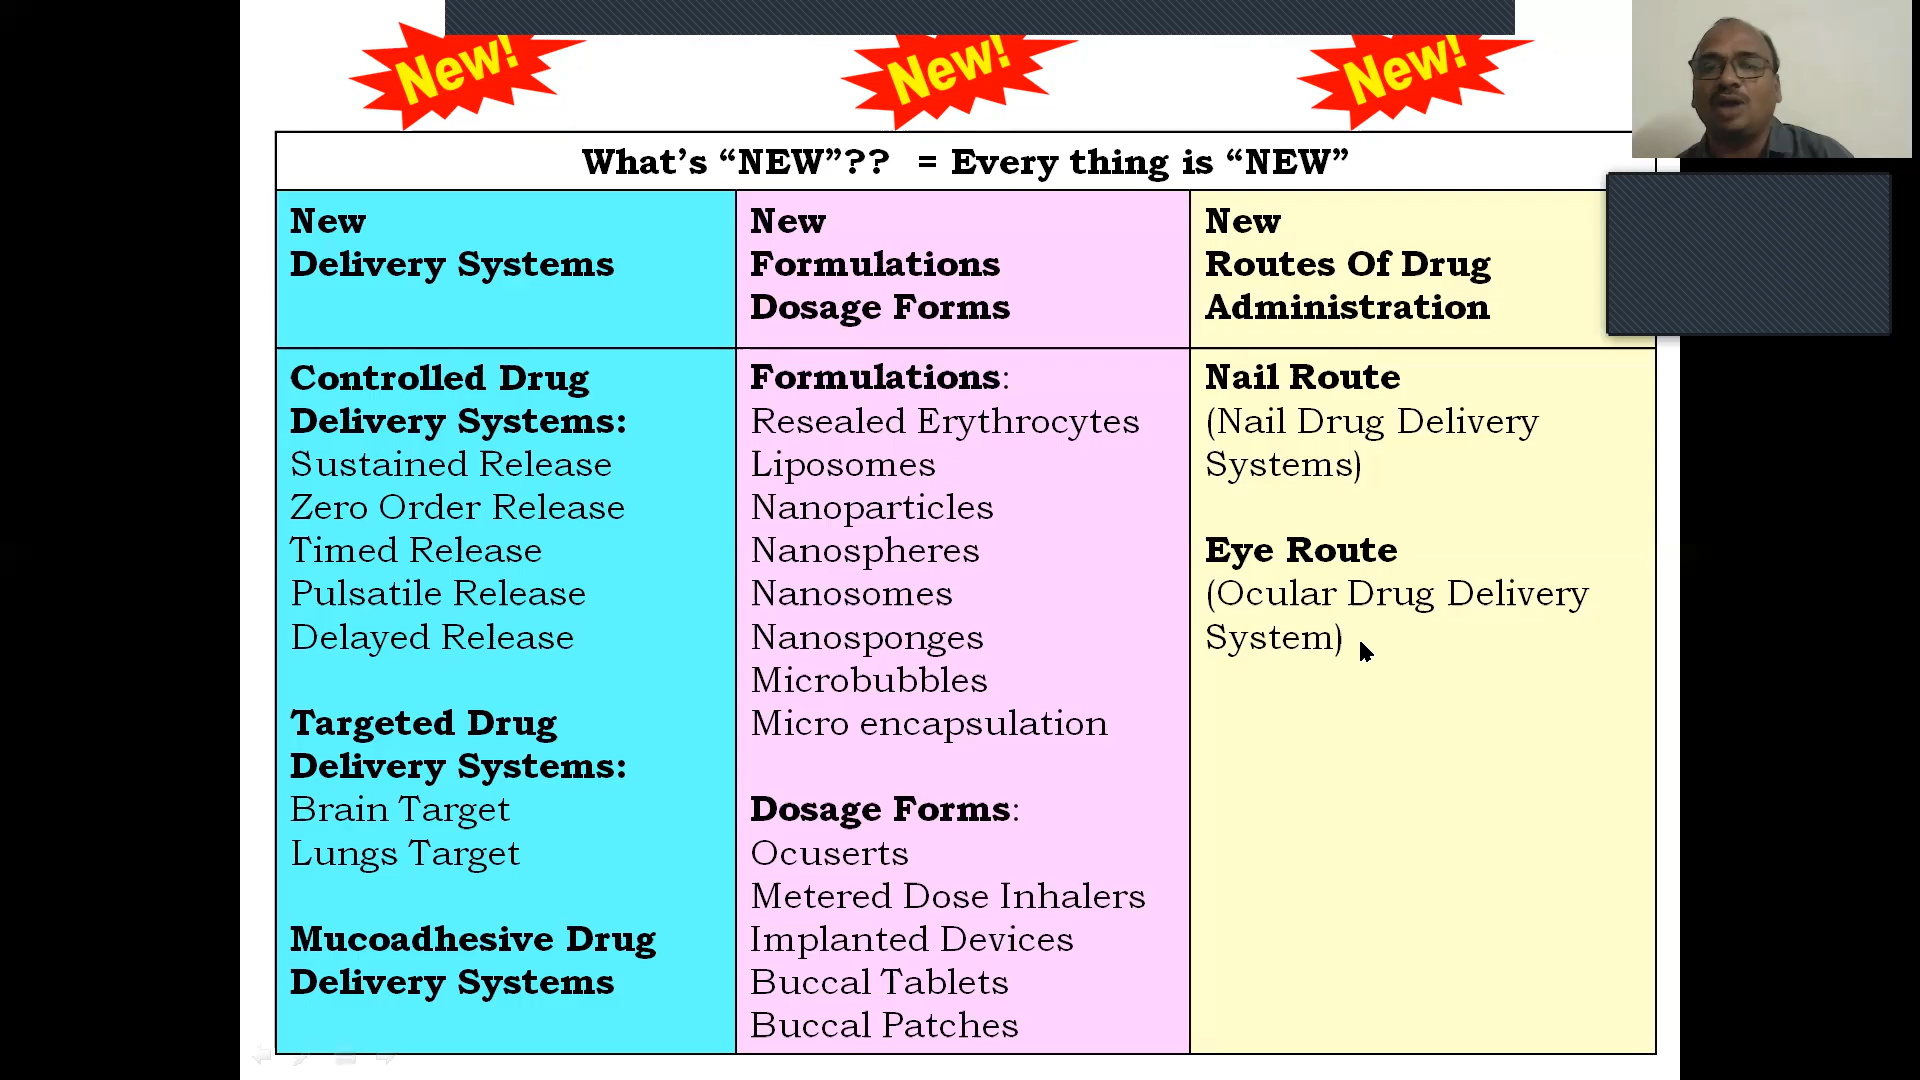 New! New! New!
What’s “NEW”?? = Every thing is “NEW”
New
Delivery Systems
New
Formulations
Dosage Forms
New
Routes Of Drug
Administration
Controlled Drug
Delivery Systems:
Sustained Release
Zero Order Release
Timed Release
Pulsatile Release
Delayed Release
Targeted Drug
Delivery Systems:
Brain Target
Lungs Target
Mucoadhesive Drug
Delivery Systems
Formulations:
Resealed Erythrocytes
Liposomes
Nanoparticles
Nanospheres
Nanosomes
Nanosponges
Microbubbles
Micro encapsulation
Dosage Forms:
Ocuserts
Metered Dose Inhalers
Implanted Devices
Buccal Tablets
Buccal Patches
Nail Route
(Nail Drug Delivery
Systems)
Eye Route
(Ocular Drug Delivery
System)